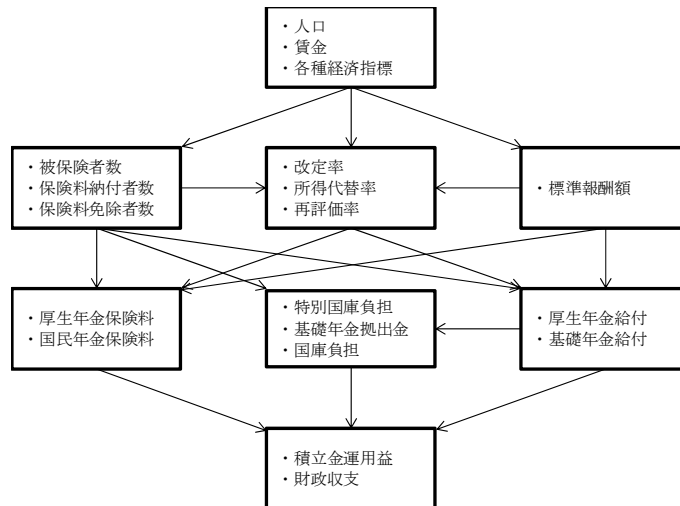 ・人口
・賃金
・各種経済指標
・被保険者数
・保険料納付者数
・保険料免除者数
・改定率
・所得代替率
・再評価率
・標準報酬額
・厚生年金保険料
・国民年金保険料
・特別国庫負担
・基礎年金拠出金
・国庫負担
・厚生年金給付
・基礎年金給付
・積立金運用益
・財政収支